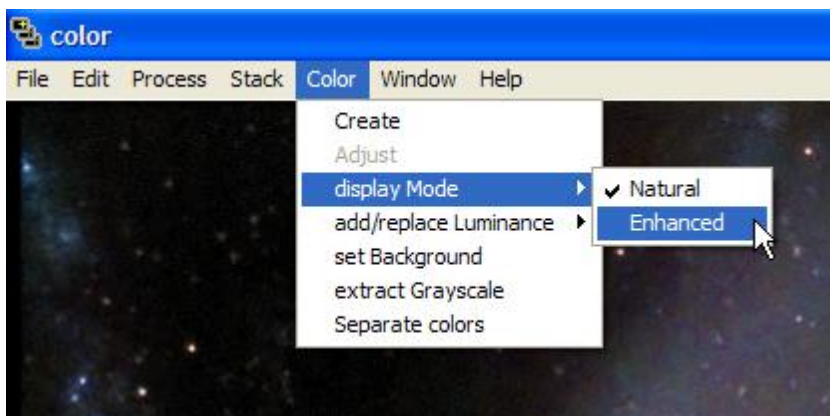 color
File Edit Process Stack Color Window Help
Create
Adjust
display Mode
Natural
add/replace Luminance
Enhanced
set Background
extract Grayscale
Separate colors